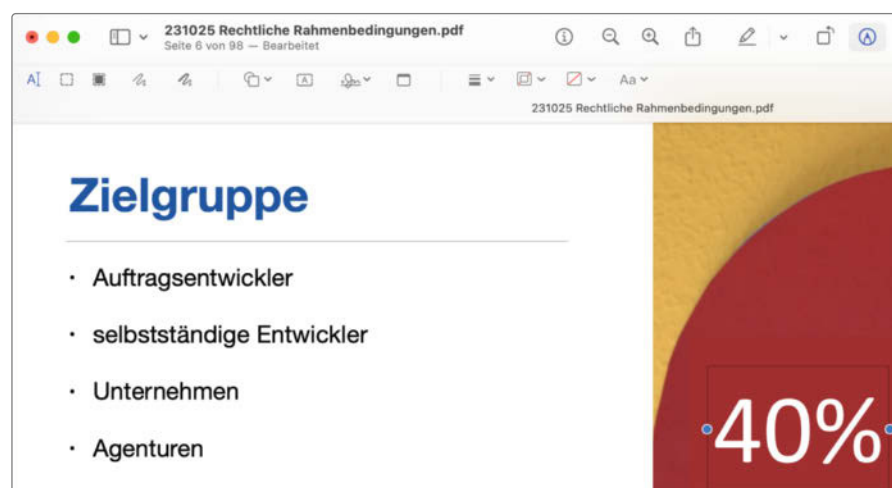 231025 Rechtliche Rahmenbedingungen.pdf
Seite 6 von 98 — Bearbeitet
A
A
Aa
231025 Rechtliche Rahmenbedingungen.pdf
Zielgruppe
· Auftragsentwickler
· selbstständige Entwickler
· Unternehmen
· Agenturen
40%